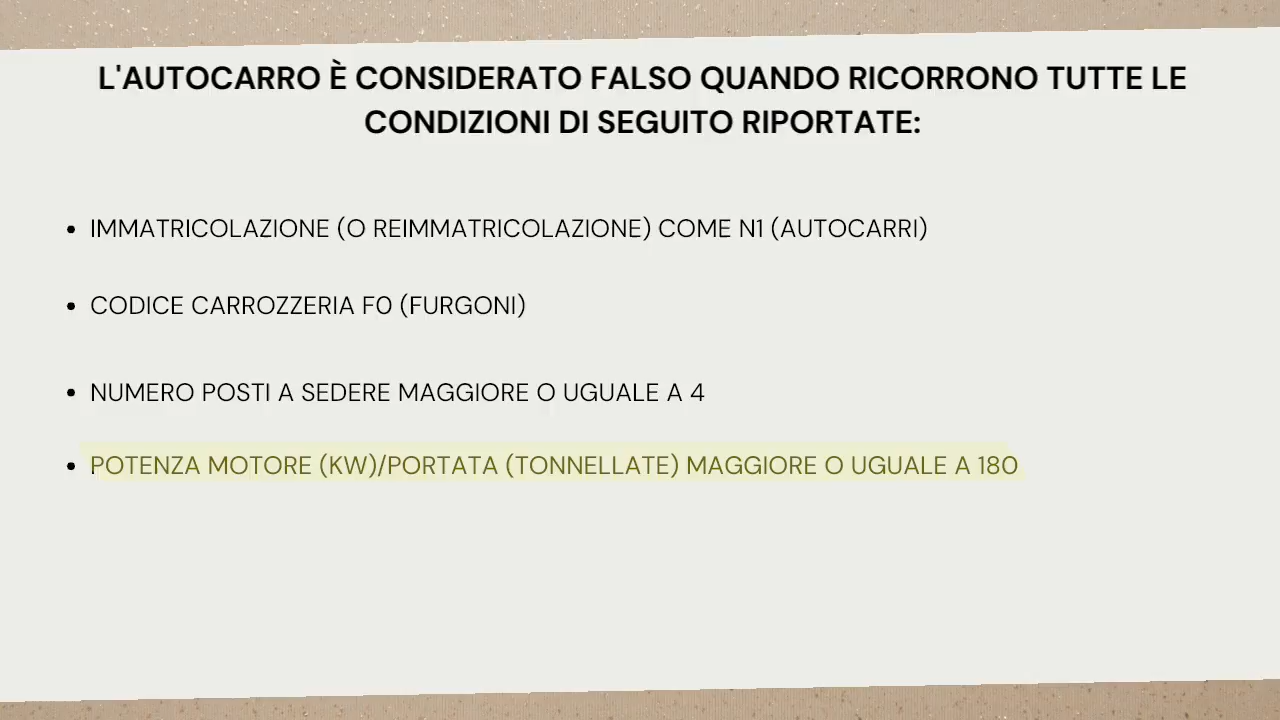 L'AUTOCARRO È CONSIDERATO FALSO QUANDO RICORRONO TUTTE LE
CONDIZIONI DI SEGUITO RIPORTATE:
• IMMATRICOLAZIONE (O REIMMATRICOLAZIONE) COME N1 (AUTOCARRI)
• CODICE CARROZZERIA F0 (FURGONI)
• NUMERO POSTI A SEDERE MAGGIORE O UGUALE A 4
• POTENZA MOTORE (KW)/PORTATA (TONNELLATE) MAGGIORE O UGUALE A 180